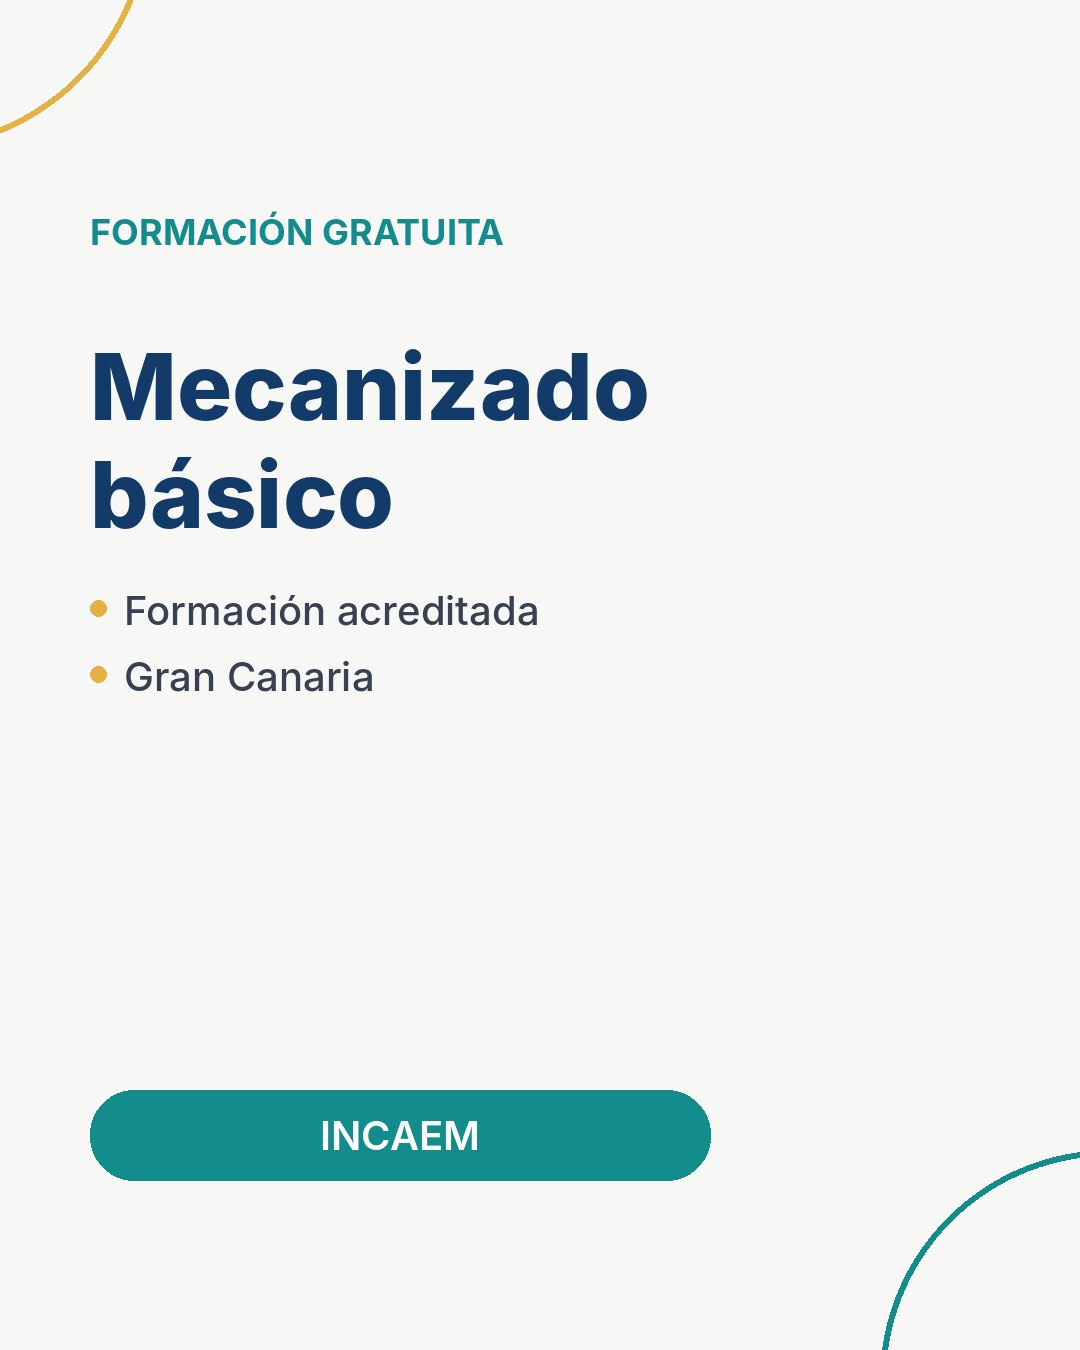 FORMACIÓN GRATUITA
Mecanizado
básico
Formación acreditada
Gran Canaria
INCAEM